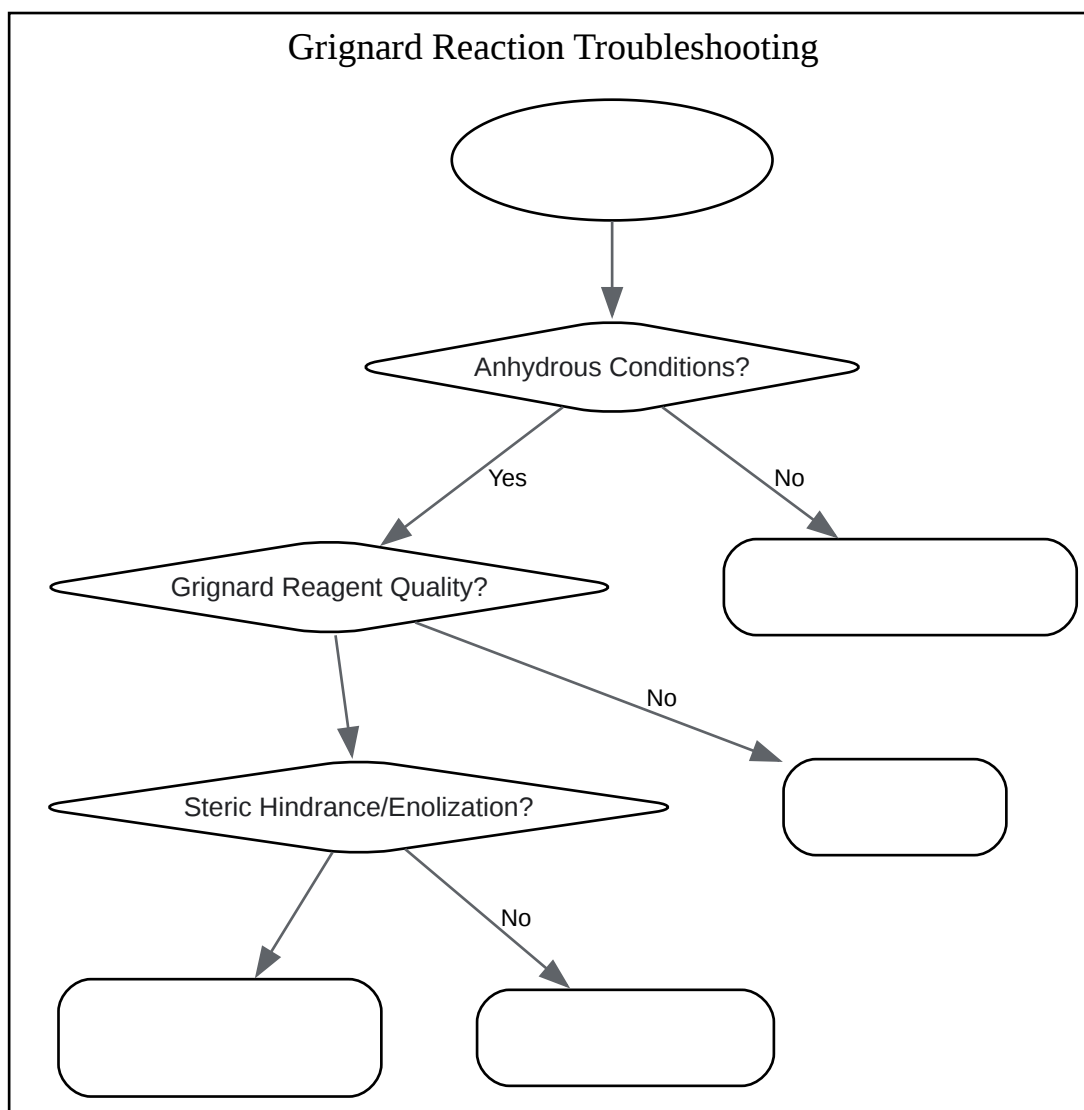 Grignard Reaction Troubleshooting
Anhydrous Conditions?
Yes
No
Grignard Reagent Quality?
No
Steric Hindrance/Enolization?
No